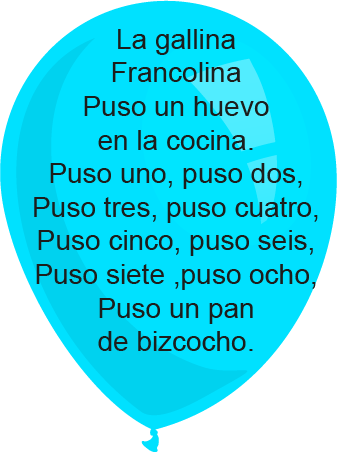 La gallina
Francolina
Puso un huevo
en la cocina.
Puso uno, puso dos,
Puso tres, puso cuatro,
Puso cinco, puso seis,
Puso siete ,puso ocho,
Puso un pan
de bizcocho.